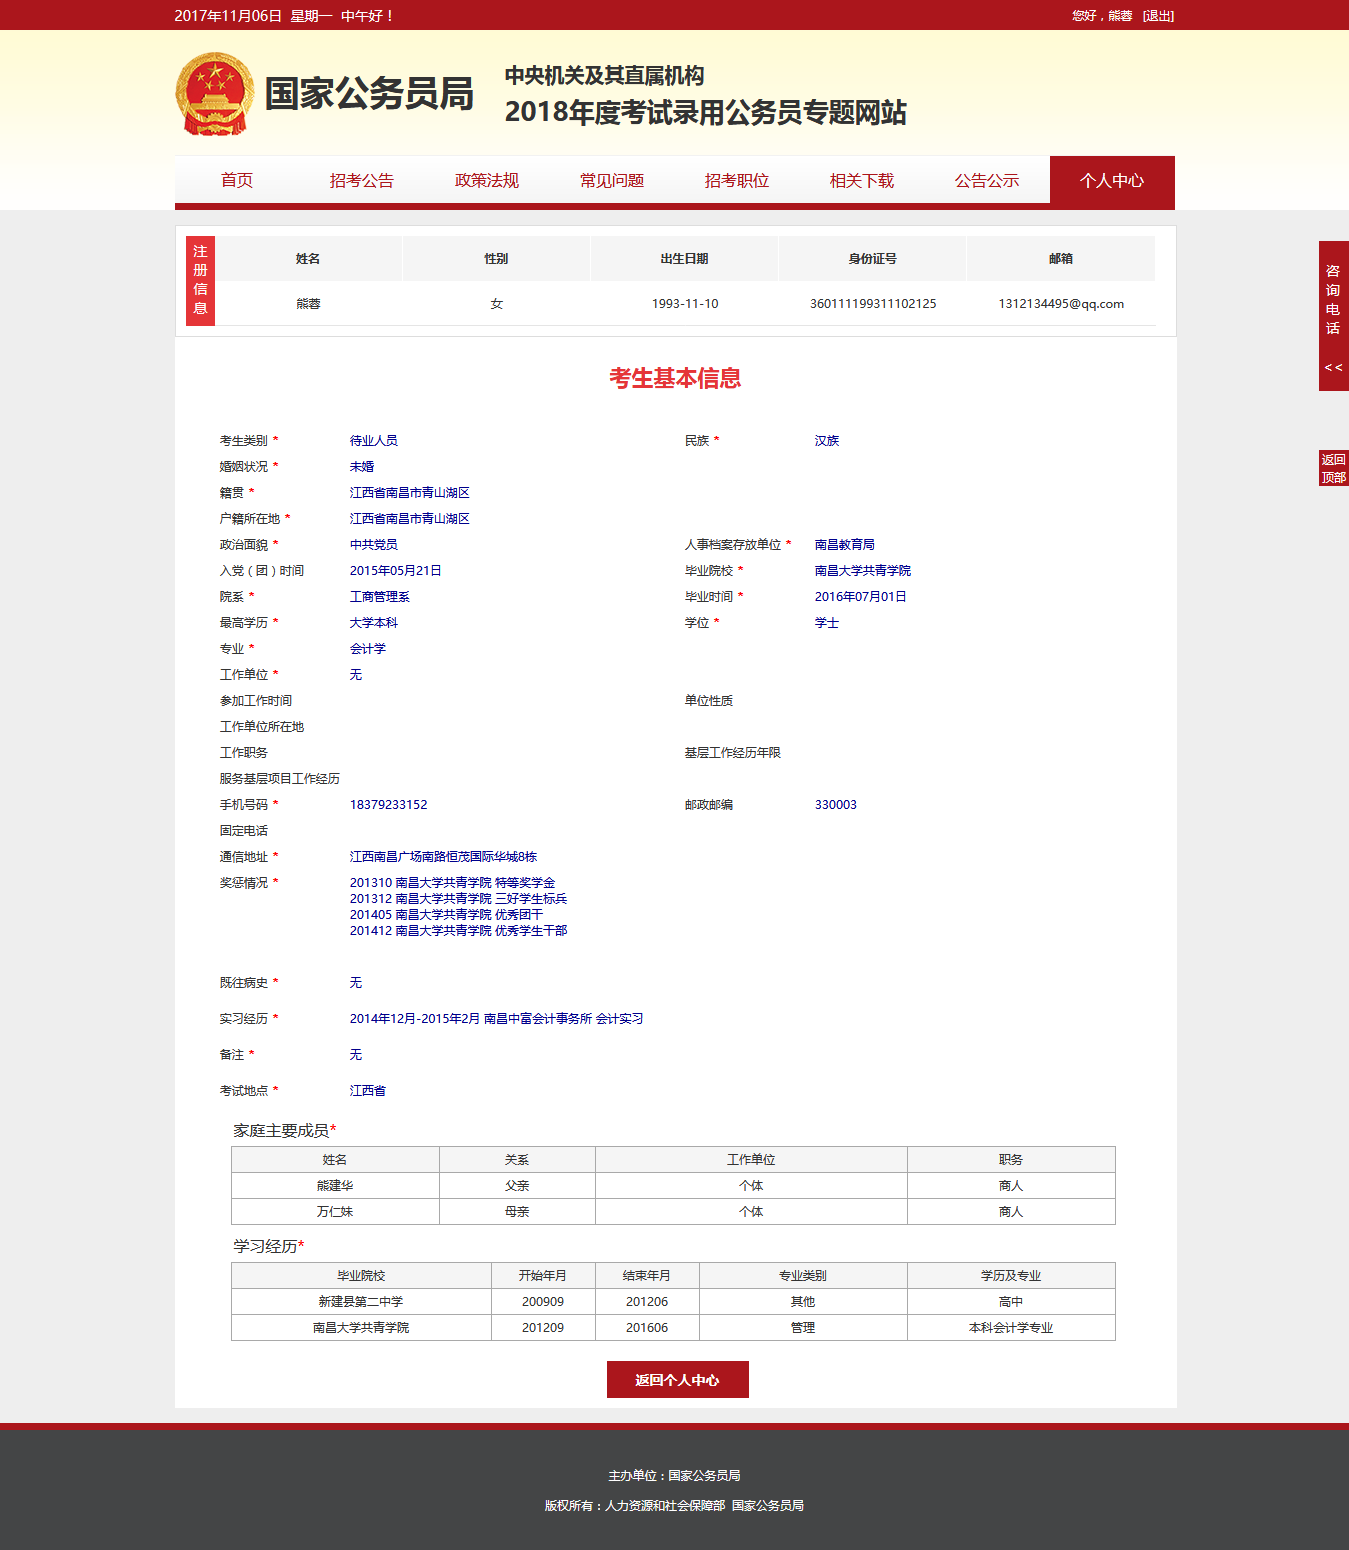 2017年11月06日 星期一 中午好！ 您好，熊蓉 [退出]
国家公务员局
中央机关及其直属机构
2018年度考试录用公务员专题网站
首页 招考公告 政策法规 常见问题 招考职位 相关下载 公告公示 个人中心
注册信息
姓名 性别 出生日期 身份证号 邮箱
熊蓉 女 1993-11-10 360111199311102125 1312134495@qq.com
咨询电话
<<
返回
顶部
考生基本信息
考生类别 * 待业人员 民族 * 汉族
婚姻状况 * 未婚
籍贯 * 江西省南昌市青山湖区
户籍所在地 * 江西省南昌市青山湖区
政治面貌 * 中共党员 人事档案存放单位 * 南昌教育局
入党（团）时间 2015年05月21日 毕业院校 * 南昌大学共青学院
院系 * 工商管理系 毕业时间 * 2016年07月01日
最高学历 * 大学本科 学位 * 学士
专业 * 会计学
工作单位 * 无
参加工作时间 单位性质
工作单位所在地
工作职务 基层工作经历年限
服务基层项目工作经历
手机号码 * 18379233152 邮政邮编 330003
固定电话
通信地址 * 江西南昌广场南路恒茂国际华城8栋
奖惩情况 * 201310 南昌大学共青学院 特等奖学金
201312 南昌大学共青学院 三好学生标兵
201405 南昌大学共青学院 优秀团干
201412 南昌大学共青学院 优秀学生干部
既往病史 * 无
实习经历 * 2014年12月-2015年2月 南昌中富会计事务所 会计实习
备注 * 无
考试地点 * 江西省
家庭主要成员*
姓名 关系 工作单位 职务
熊建华 父亲 个体 商人
万仁妹 母亲 个体 商人
学习经历*
毕业院校 开始年月 结束年月 专业类别 学历及专业
新建县第二中学 200909 201206 其他 高中
南昌大学共青学院 201209 201606 管理 本科会计学专业
返回个人中心
主办单位：国家公务员局
版权所有：人力资源和社会保障部 国家公务员局